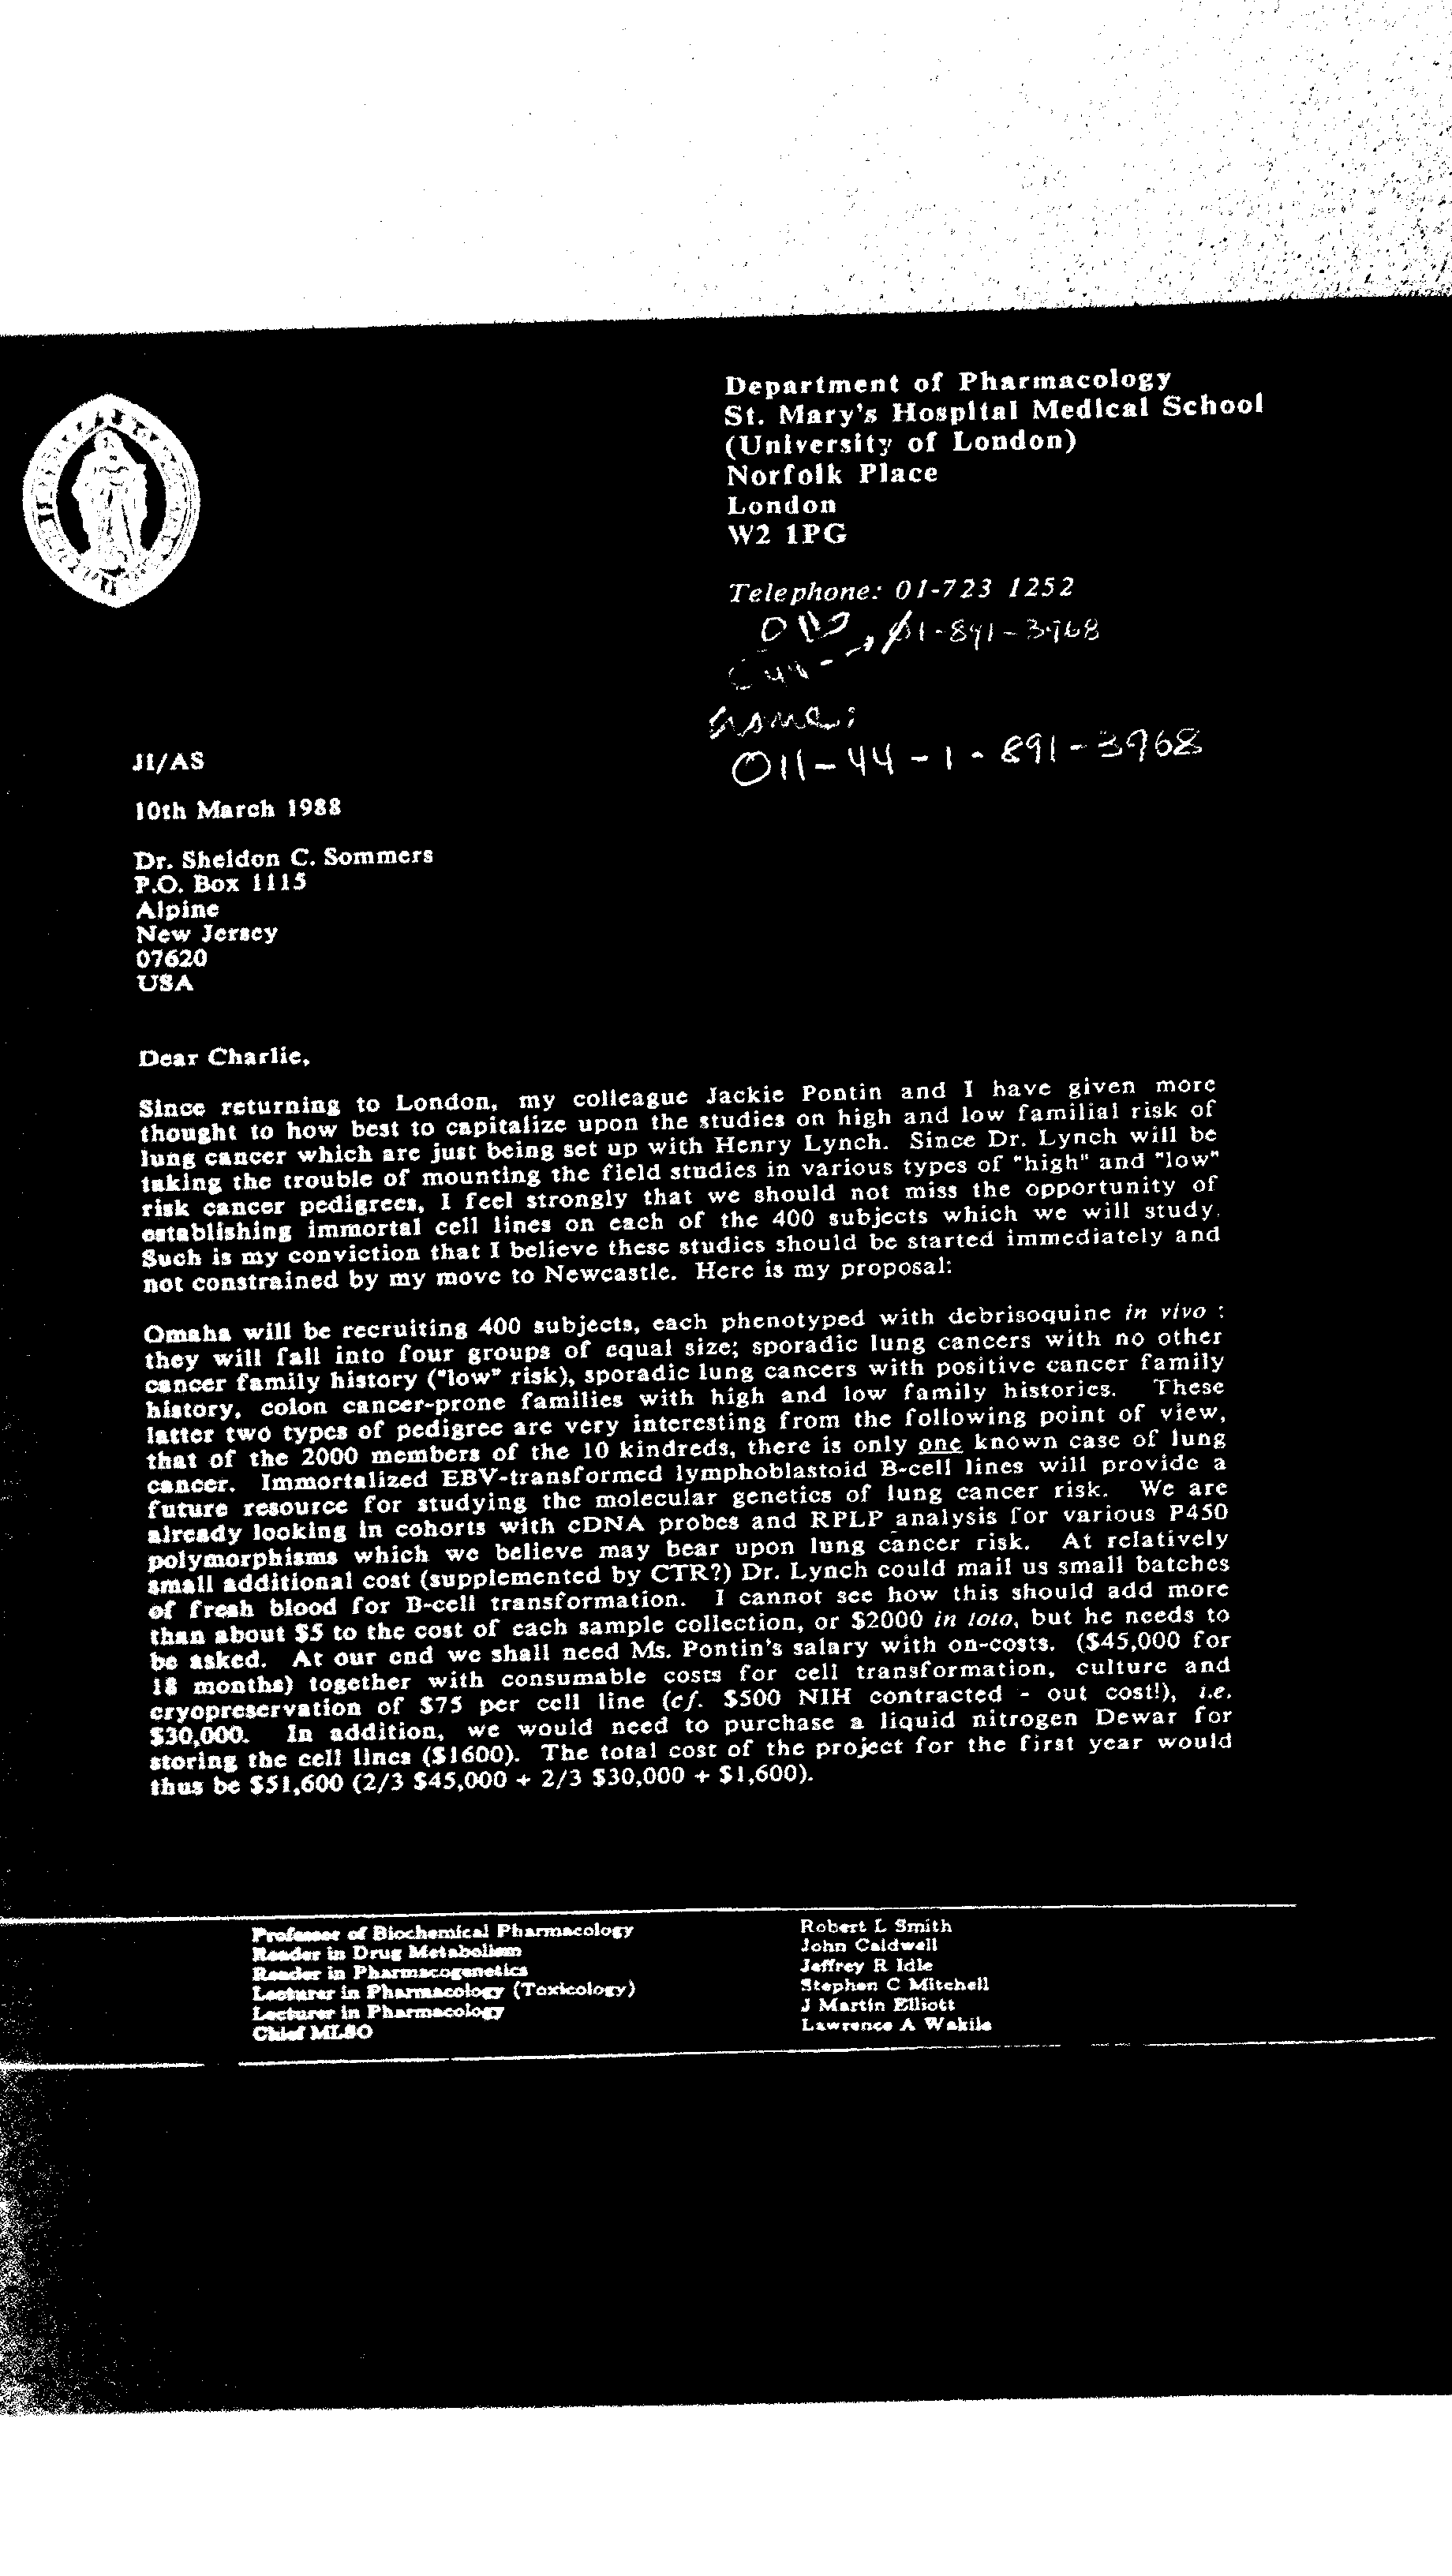 Department of Pharmacology
St. Mary's Hospital Medical School
(University of London)
Norfolk Place
London
W2 1PG
Telephone: 01-723 1252
01-891-3968
home:
011-44-1-891-3968
JI/AS
10th March 1988
Dr. Sheldon C. Sommers
P.O. Box 1115
Alpine
New Jersey
07620
USA
Dear Charlie,
Since returning to London, my colleague Jackie Pontin and I have given more
thought to how best to capitalize upon the studies on high and low familial risk of
lung cancer which are just being set up with Henry Lynch. Since Dr. Lynch will be
taking the trouble of mounting the field studies in various types of "high" and "low"
risk cancer pedigrees, I feel strongly that we should not miss the opportunity of
establishing immortal cell lines on each of the 400 subjects which we will study.
Such is my conviction that I believe these studies should be started immediately and
not constrained by my move to Newcastle. Here is my proposal:
Omaha will be recruiting 400 subjects, each phenotyped with debrisoquine in vivo :
they will fall into four groups of equal size; sporadic lung cancers with no other
cancer family history ("low" risk), sporadic lung cancers with positive cancer family
history, colon cancer-prone families with high and low family histories. These
latter two types of pedigree are very interesting from the following point of view,
that of the 2000 members of the 10 kindreds, there is only one known case of lung
cancer. Immortalized EBV-transformed lymphoblastoid B-cell lines will provide a
future resource for studying the molecular genetics of lung cancer risk. We are
already looking in cohorts with cDNA probes and RPLP analysis for various P450
polymorphisms which we believe may bear upon lung cancer risk. At relatively
small additional cost (supplemented by CTR?) Dr. Lynch could mail us small batches
of fresh blood for B-cell transformation. I cannot see how this should add more
than about $5 to the cost of each sample collection, or $2000 in toto, but he needs to
be asked. At our end we shall need Ms. Pontin's salary with on-costs. ($45,000 for
18 months) together with consumable costs for cell transformation, culture and
cryopreservation of $75 per cell line (cf. $500 NIH contracted - out cost!), i.e.
$30,000. In addition, we would need to purchase a liquid nitrogen Dewar for
storing the cell lines ($1600). The total cost of the project for the first year would
thus be $51,600 (2/3 $45,000 + 2/3 $30,000 + $1,600).
Professor of Biochemical Pharmacology Robert L Smith
Reader in Drug Metabolism John Caldwell
Reader in Pharmacogenetics Jeffrey R Idle
Lecturer in Pharmacology (Toxicology) Stephen C Mitchell
Lecturer in Pharmacology J Martin Elliott
Chief MLSO Lawrence A Wakile